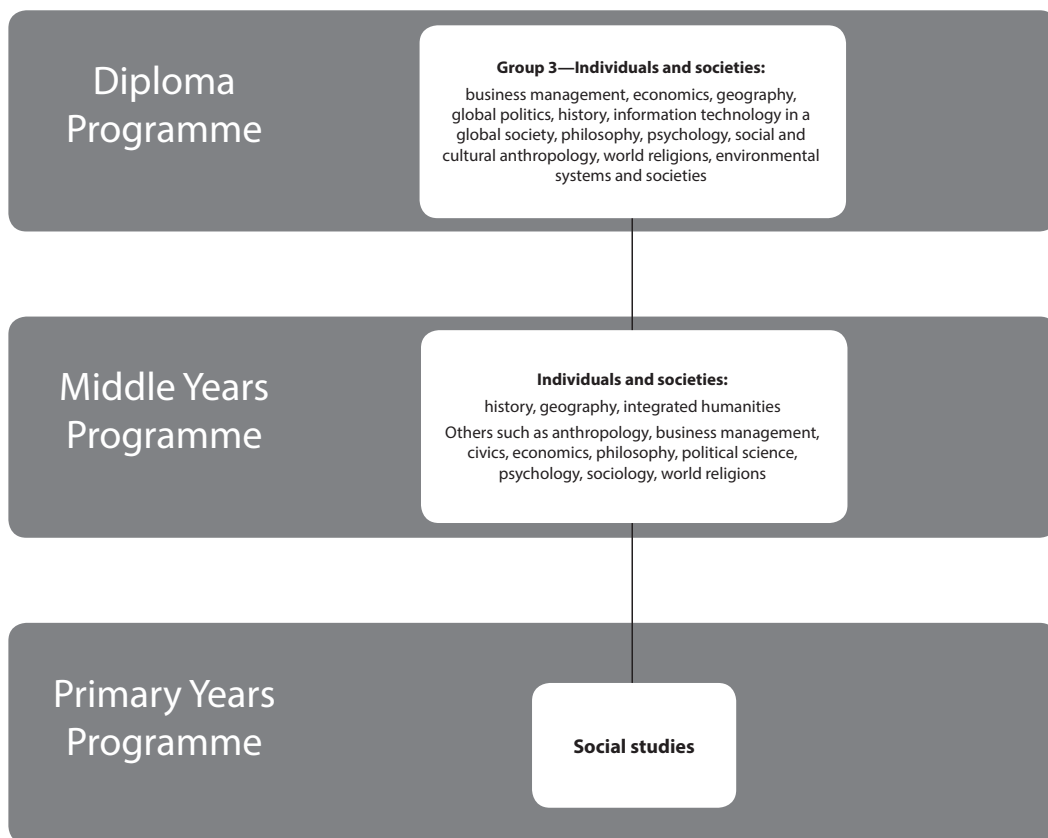 Diploma
Programme
Group 3—Individuals and societies:
business management, economics, geography,
global politics, history, information technology in a
global society, philosophy, psychology, social and
cultural anthropology, world religions, environmental
systems and societies
Middle Years
Programme
Individuals and societies:
history, geography, integrated humanities
Others such as anthropology, business management,
civics, economics, philosophy, political science,
psychology, sociology, world religions
Primary Years
Programme
Social studies